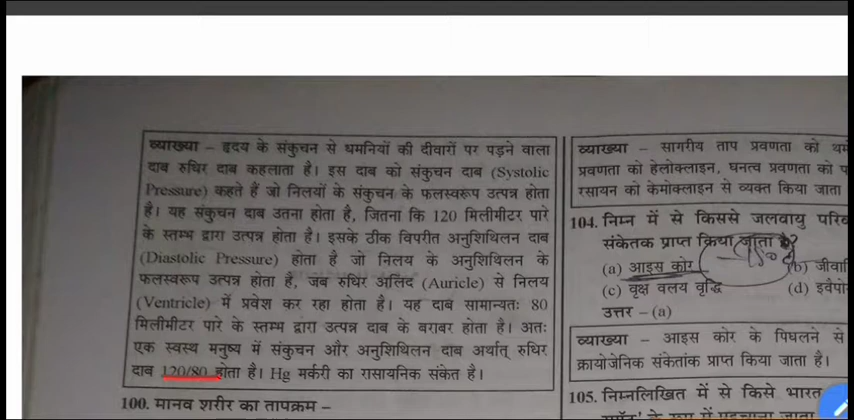 व्याख्या – हृदय के संकुचन से धमनियों की दीवारों पर पड़ने वाला
दाब रुधिर दाब कहलाता है। इस दाब को संकुचन दाब (Systolic
Pressure) कहते हैं जो निलयों के संकुचन के फलस्वरूप उत्पन्न होता
है। यह संकुचन दाब उतना होता है, जितना कि 120 मिलीमीटर पारे
के स्तम्भ द्वारा उत्पन्न होता है। इसके ठीक विपरीत अनुशिथिलन दाब
(Diastolic Pressure) होता है जो निलय के अनुशिथिलन के
फलस्वरूप उत्पन्न होता है, जब रुधिर अलिंद (Auricle) से निलय
(Ventricle) में प्रवेश कर रहा होता है। यह दाब सामान्यतः 80
मिलीमीटर पारे के स्तम्भ द्वारा उत्पन्न दाब के बराबर होता है। अतः
एक स्वस्थ मनुष्य में संकुचन और अनुशिथिलन दाब अर्थात् रुधिर
दाब 120/80 होता है। Hg मर्करी का रासायनिक संकेत है।
100. मानव शरीर का तापक्रम –
व्याख्या – सागरीय ताप प्रवणता को
प्रवणता को हेलोक्लाइन, घनत्व प्रवणता को
रसायन को केमोक्लाइन से व्यक्त किया जाता
104. निम्न में से किससे जलवायु
संकेतक प्राप्त किया जाता है?
(a) आइस कोर (b)
(c) वृक्ष वलय वृद्धि (d)
उत्तर –(a)
व्याख्या – आइस कोर के पिघलने से
क्रायोजेनिक संकेतांक प्राप्त किया जाता है।
105. निम्नलिखित में से किसे भारत